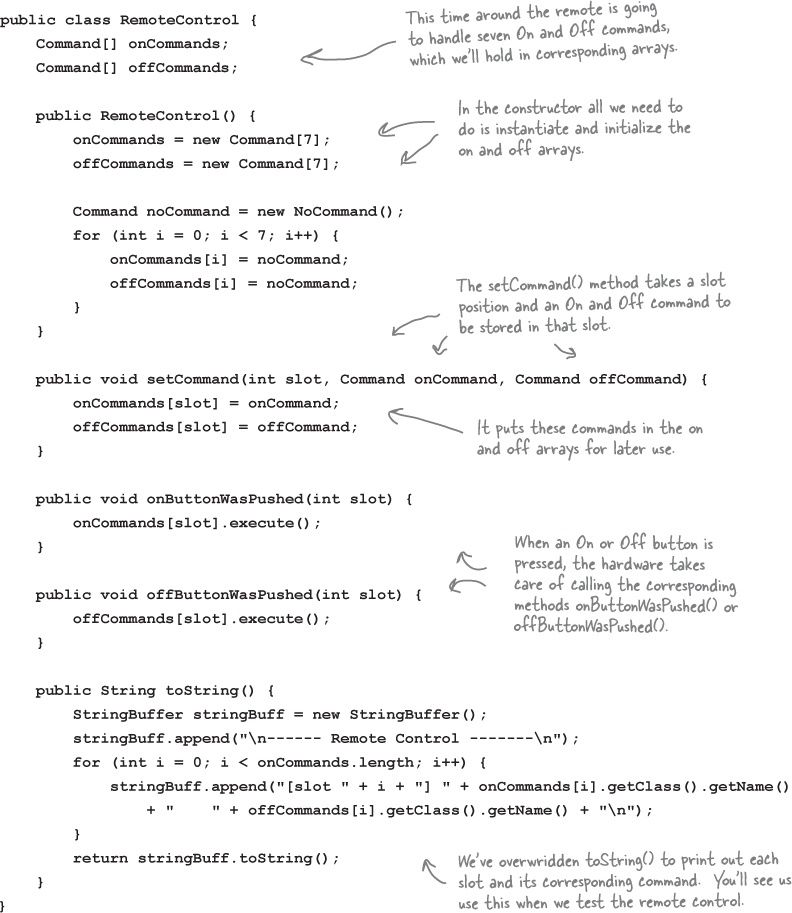 public class RemoteControl {
Command[] onCommands;
Command[] offCommands;
This time around the remote is going
to handle seven On and Off commands,
which we'll hold in corresponding arrays.
public RemoteControl() {
onCommands = new Command[7];
offCommands = new Command[7];
In the constructor all we need to
do is instantiate and initialize the
on and off arrays.
Command noCommand = new NoCommand();
for (int i = 0; i < 7; i++) {
onCommands[i] = noCommand;
offCommands[i] = noCommand;
}
}
The setCommand() method takes a slot
position and an On and Off command to
be stored in that slot.
public void setCommand(int slot, Command onCommand, Command offCommand) {
onCommands[slot] = onCommand;
offCommands[slot] = offCommand;
}
It puts these commands in the on
and off arrays for later use.
public void onButtonWasPushed(int slot) {
onCommands[slot].execute();
}
public void offButtonWasPushed(int slot) {
offCommands[slot].execute();
}
When an On or Off button is
pressed, the hardware takes
care of calling the corresponding
methods onButtonWasPushed() or
offButtonWasPushed().
public String toString() {
StringBuffer stringBuff = new StringBuffer();
stringBuff.append("\n------ Remote Control -------\n");
for (int i = 0; i < onCommands.length; i++) {
stringBuff.append("[slot " + i + "] " + onCommands[i].getClass().getName()
+ "    " + offCommands[i].getClass().getName() + "\n");
}
return stringBuff.toString();
}
}
We've overwridden toString() to print out each
slot and its corresponding command. You'll see us
use this when we test the remote control.